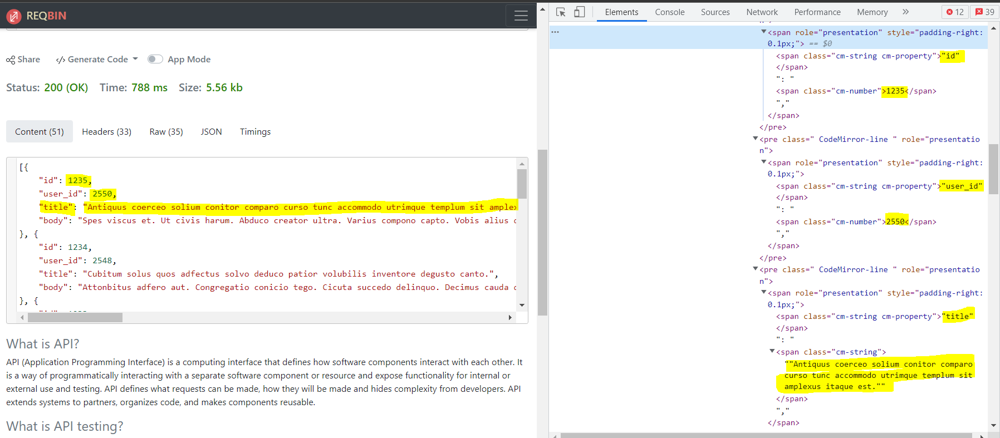 REQBIN
Share Generate Code App Mode
Status: 200 (OK) Time: 788 ms Size: 5.56 kb
Content (51) Headers (33) Raw (35) JSON Timings
[{
"id": 1235,
"user_id": 2550,
"title": "Antiquus coerceo solium conitor comparo curso tunc accommodo utrimque templum sit amplex
"body": "Spes viscus et. Ut civis harum. Abduco creator ultra. Varius compono capto. Vobis alius
}, {
"id": 1234,
"user_id": 2548,
"title": "Cubitum solus quos adfectus solvo deduco patior volubilis inventore degusto canto.",
"body": "Attonbitus adfero aut. Congregatio conicio tego. Cicuta succedo delinquo. Decimus cauda
}, {
What is API?
API (Application Programming Interface) is a computing interface that defines how software components interact with each other. It
is a way of programmatically interacting with a separate software component or resource and expose functionality for internal or
external use and testing. API defines what requests can be made, how they will be made and hides complexity from developers. API
extends systems to partners, organizes code, and makes components reusable.
What is API testing?
Elements Console Sources Network Performance Memory » 12 39
… <span role="presentation" style="padding-right:
0.1px;"> == $0
<span class="cm-string cm-property">"id"
</span>
": "
<span class="cm-number">1235</span>
","
</span>
</pre>
<pre class=" CodeMirror-line " role="presentatio
n">
<span role="presentation" style="padding-right:
0.1px;">
<span class="cm-string cm-property">"user_id"
</span>
": "
<span class="cm-number">2550</span>
","
</span>
</pre>
<pre class=" CodeMirror-line " role="presentatio
n">
<span role="presentation" style="padding-right:
0.1px;">
<span class="cm-string cm-property">"title"
</span>
": "
<span class="cm-string">
""Antiquus coerceo solium conitor comparo
curso tunc accommodo utrimque templum sit
amplexus itaque est.""
</span>
","
</span>